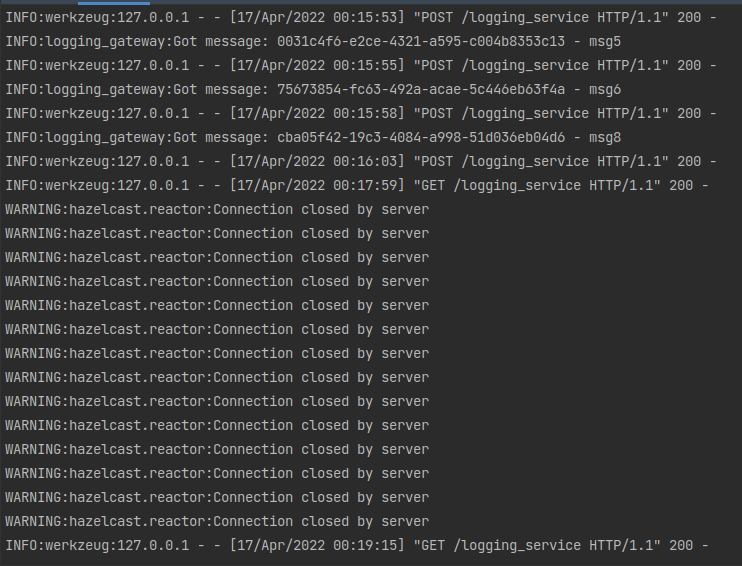 INFO:werkzeug:127.0.0.1 - - [17/Apr/2022 00:15:53] "POST /logging_service HTTP/1.1" 200 -
INFO:logging_gateway:Got message: 0031c4f6-e2ce-4321-a595-c004b8353c13 - msg5
INFO:werkzeug:127.0.0.1 - - [17/Apr/2022 00:15:55] "POST /logging_service HTTP/1.1" 200 -
INFO:logging_gateway:Got message: 75673854-fc63-492a-acae-5c446eb63f4a - msg6
INFO:werkzeug:127.0.0.1 - - [17/Apr/2022 00:15:58] "POST /logging_service HTTP/1.1" 200 -
INFO:logging_gateway:Got message: cba05f42-19c3-4084-a998-51d036eb04d6 - msg8
INFO:werkzeug:127.0.0.1 - - [17/Apr/2022 00:16:03] "POST /logging_service HTTP/1.1" 200 -
INFO:werkzeug:127.0.0.1 - - [17/Apr/2022 00:17:59] "GET /logging_service HTTP/1.1" 200 -
WARNING:hazelcast.reactor:Connection closed by server
WARNING:hazelcast.reactor:Connection closed by server
WARNING:hazelcast.reactor:Connection closed by server
WARNING:hazelcast.reactor:Connection closed by server
WARNING:hazelcast.reactor:Connection closed by server
WARNING:hazelcast.reactor:Connection closed by server
WARNING:hazelcast.reactor:Connection closed by server
WARNING:hazelcast.reactor:Connection closed by server
WARNING:hazelcast.reactor:Connection closed by server
WARNING:hazelcast.reactor:Connection closed by server
WARNING:hazelcast.reactor:Connection closed by server
WARNING:hazelcast.reactor:Connection closed by server
WARNING:hazelcast.reactor:Connection closed by server
WARNING:hazelcast.reactor:Connection closed by server
INFO:werkzeug:127.0.0.1 - - [17/Apr/2022 00:19:15] "GET /logging_service HTTP/1.1" 200 -